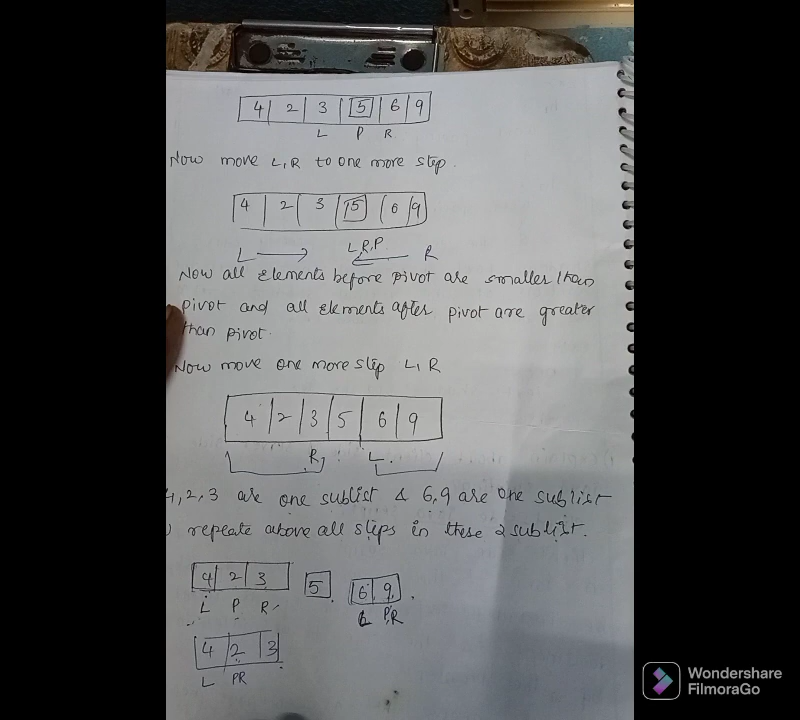 4 2 3 5 6 9
L P R
Now move L,R to one more step.
4 2 3 5 6 9
L R,P
L R
Now all Elements before pivot are smaller than
pivot and all Elements after pivot are greater
than pivot.
Now move one more step L, R
4 2 3 5 6 9
R L
4,2,3 are one sublist & 6,9 are one sublist
repeate above all steps in these 2 sublist.
4 2 3 5 6 9
L P R L P,R
4 2 3
L PR
Wondershare
FilmoraGo